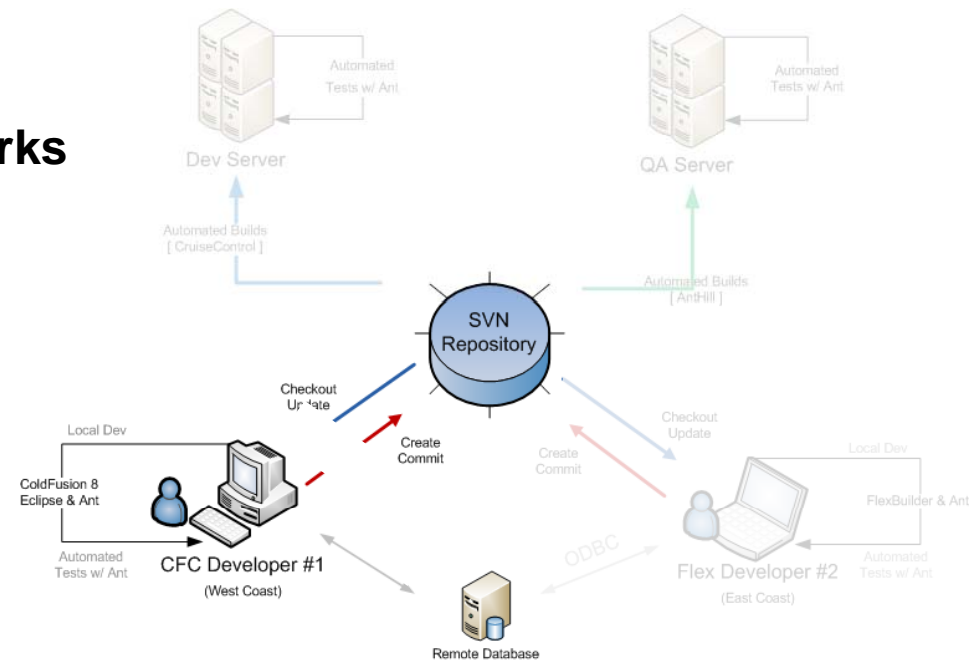 rks
Automated
Tests w/ Ant
Dev Server
Automated Builds
[ CruiseControl ]
Automated
Tests w/ Ant
QA Server
Automated Builds
[ AntHill ]
SVN
Repository
Checkout
Update
Create
Commit
Checkout
Update
Create
Commit
Local Dev
ColdFusion 8
Eclipse & Ant
Automated
Tests w/ Ant
CFC Developer #1
(West Coast)
ODBC
Local Dev
FlexBuilder & Ant
Automated
Tests w/ Ant
Flex Developer #2
(East Coast)
Remote Database